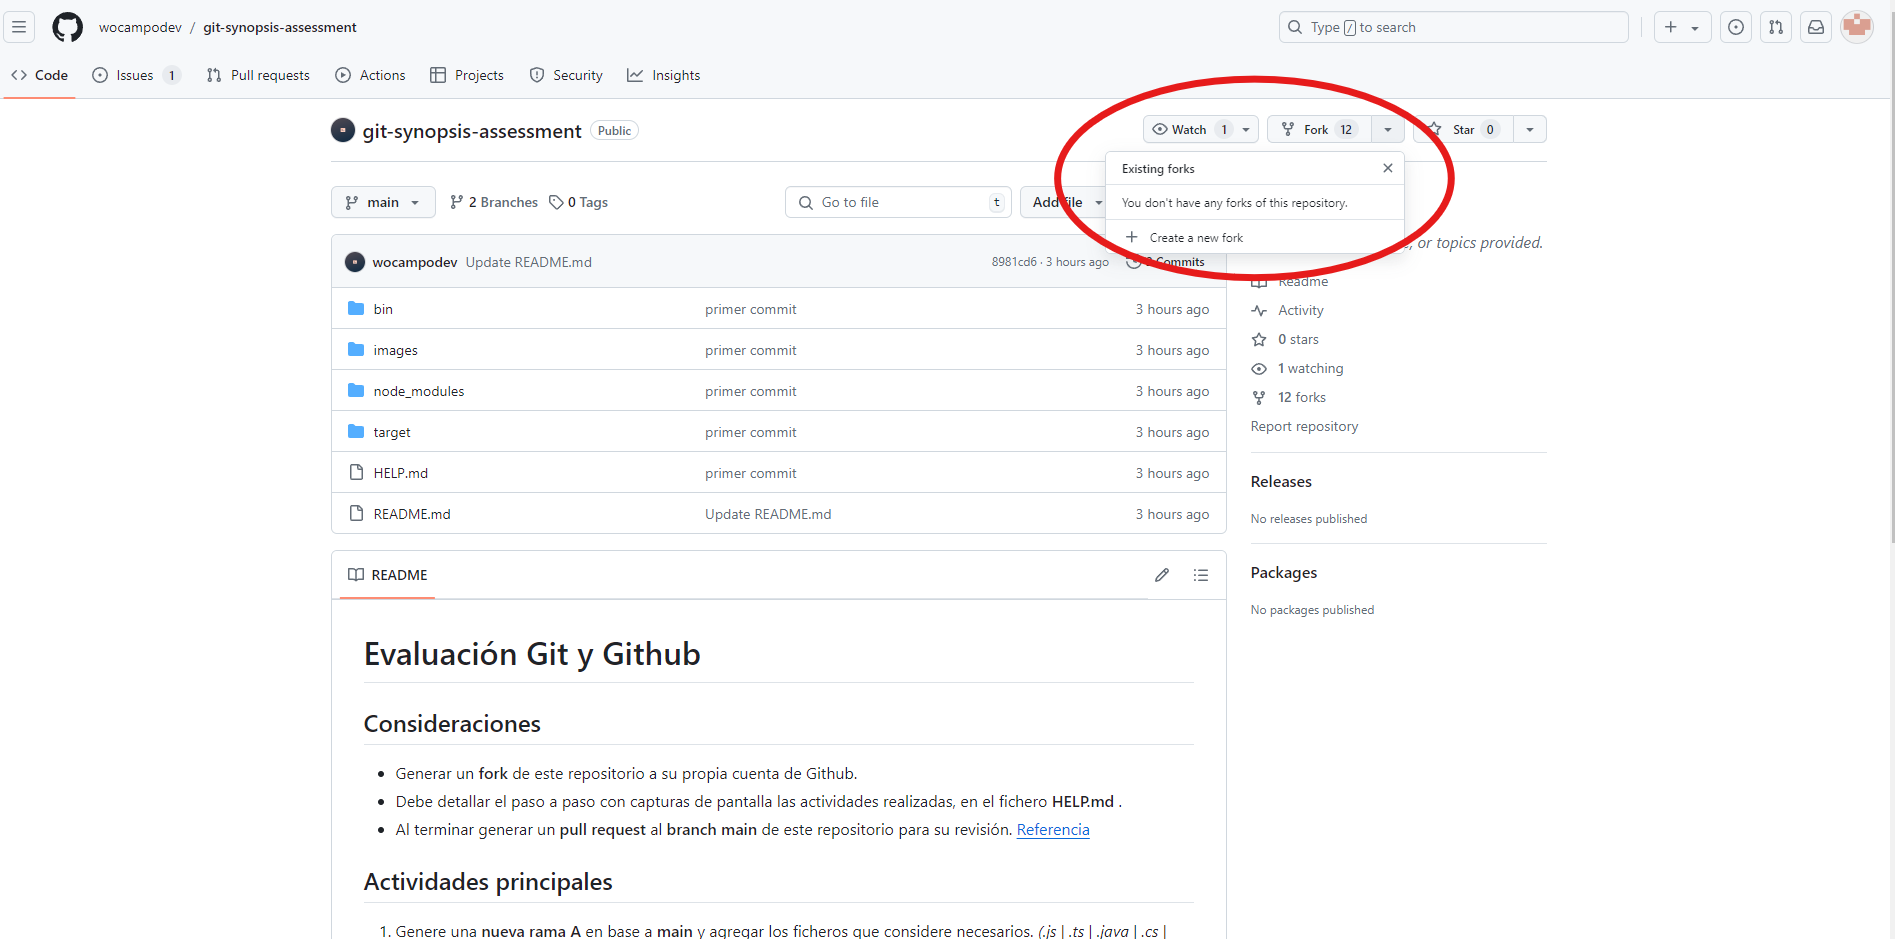 wocampodev / git-synopsis-assessment
Type / to search
Code
Issues 1
Pull requests
Actions
Projects
Security
Insights
git-synopsis-assessment Public
Watch 1
Fork 12
Star 0
Existing forks
You don't have any forks of this repository.
Create a new fork
main
2 Branches
0 Tags
Go to file t
Add file
, or topics provided.
wocampodev Update README.md 8981cd6 · 3 hours ago Commits
bin primer commit 3 hours ago
images primer commit 3 hours ago
node_modules primer commit 3 hours ago
target primer commit 3 hours ago
HELP.md primer commit 3 hours ago
README.md Update README.md 3 hours ago
Readme
Activity
0 stars
1 watching
12 forks
Report repository
Releases
No releases published
Packages
No packages published
README
Evaluación Git y Github
Consideraciones
• Generar un fork de este repositorio a su propia cuenta de Github.
• Debe detallar el paso a paso con capturas de pantalla las actividades realizadas, en el fichero HELP.md .
• Al terminar generar un pull request al branch main de este repositorio para su revisión. Referencia
Actividades principales
1. Genere una nueva rama A en base a main y agregar los ficheros que considere necesarios. (.js | .ts | .java | .cs |